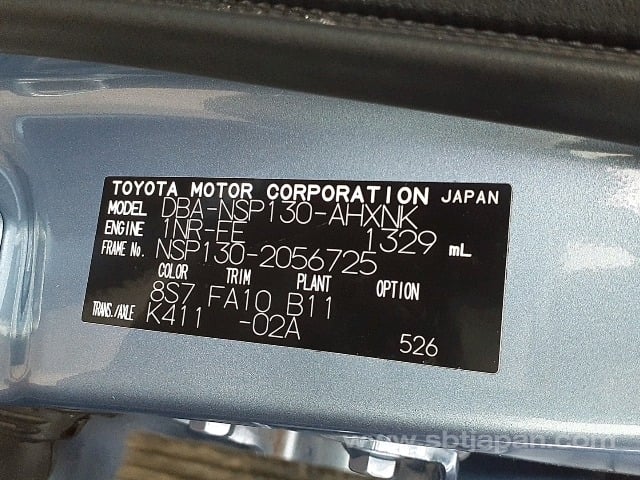 TOYOTA MOTOR CORPORATION JAPAN
MODEL DBA-NSP130-AHXNK
ENGINE 1NR-FE 1329 mL
FRAME No. NSP130-2056725
COLOR TRIM PLANT OPTION
8S7 FA10 B11
TRANS./AXLE K411 -02A
526
www.sbtjapan.com